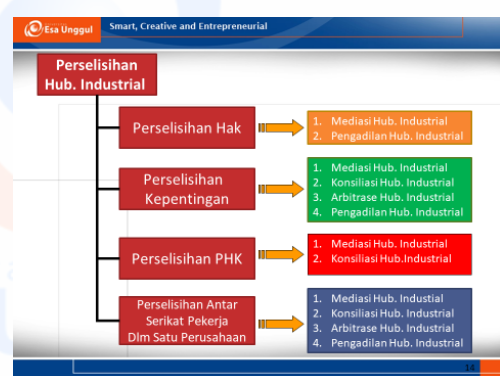 Esa Unggul
Smart, Creative and Entrepreneurial
Perselisihan
Hub. Industrial
Perselisihan Hak
1. Mediasi Hub. Industrial
2. Pengadilan Hub. Industrial
Perselisihan
Kepentingan
1. Mediasi Hub. Industrial
2. Konsiliasi Hub. Industrial
3. Arbitrase Hub. Industrial
4. Pengadilan Hub. Industrial
Perselisihan PHK
1. Mediasi Hub. Industrial
2. Konsiliasi Hub.Industrial
Perselisihan Antar
Serikat Pekerja
Dlm Satu Perusahaan
1. Mediasi Hub. Industial
2. Konsiliasi Hub. Industrial
3. Arbitrase Hub. Industrial
4. Pengadilan Hub. Industrial
14